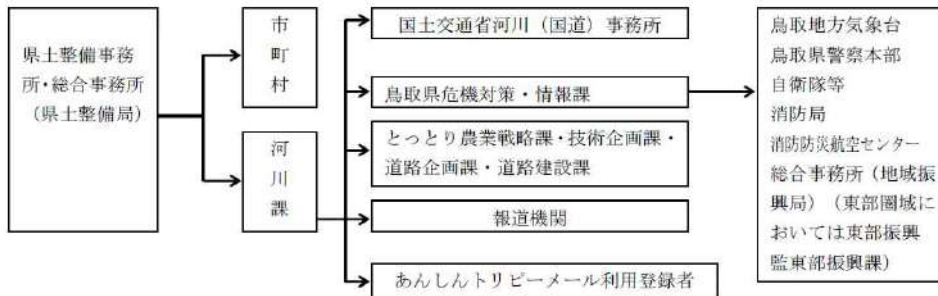 県土整備事務
所・総合事務所
（県土整備局）
市
町
村
河
川
課
国土交通省河川（国道）事務所
鳥取県危機対策・情報課
とっとり農業戦略課・技術企画課・
道路企画課・道路建設課
報道機関
あんしんトリピーメール利用登録者
鳥取地方気象台
鳥取県警察本部
自衛隊等
消防局
消防防災航空センター
総合事務所（地域振
興局）（東部圏域に
おいては東部振興
監東部振興課）